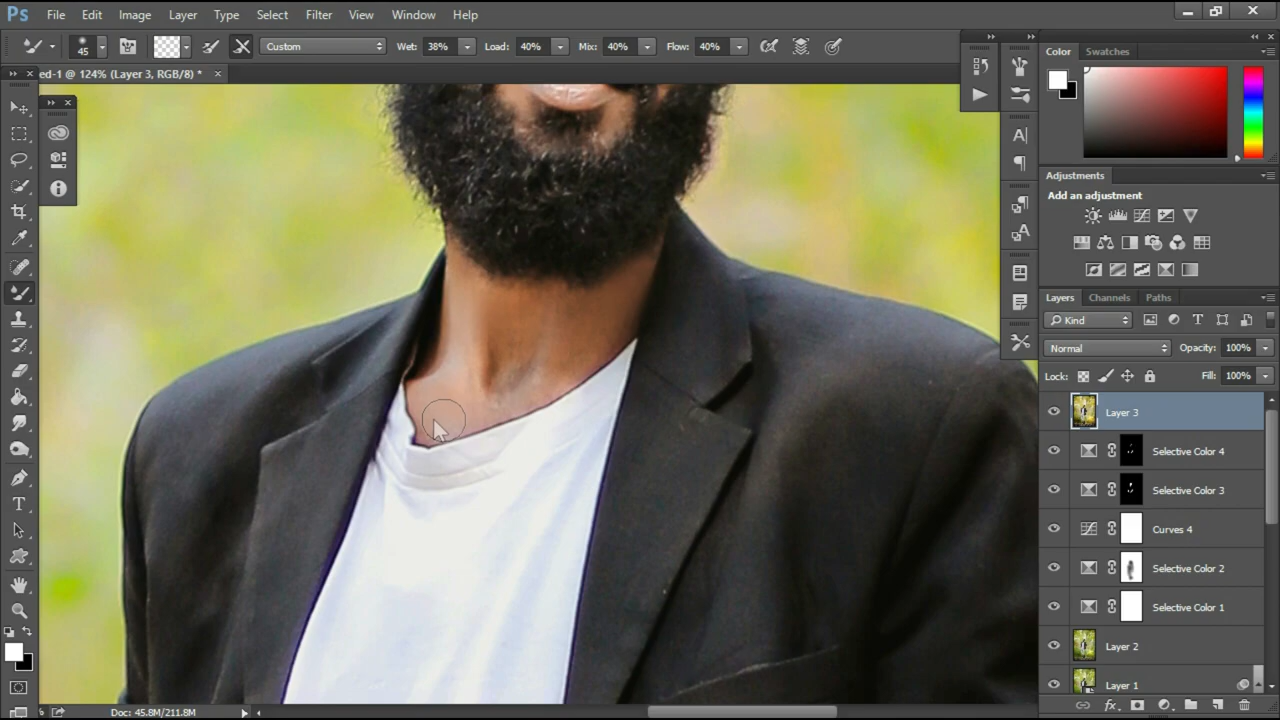 Ps File Edit Image Layer Type Select Filter View Window Help
45 Custom Wet: 38% Load: 40% Mix: 40% Flow: 40%
ed-1 @ 124% (Layer 3, RGB/8) * ×
Color Swatches
Adjustments
Add an adjustment
Layers Channels Paths
Kind
Normal Opacity: 100%
Lock: Fill: 100%
Layer 3
Selective Color 4
Selective Color 3
Curves 4
Selective Color 2
Selective Color 1
Layer 2
Layer 1
Doc: 45.8M/211.8M